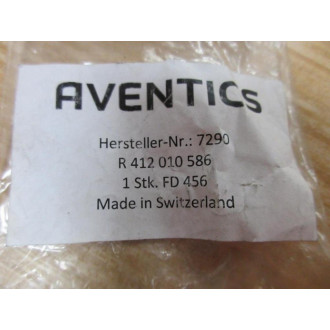 AVENTICS
Hersteller-Nr.: 7290
R 412 010 586
1 Stk. FD 456
Made in Switzerland